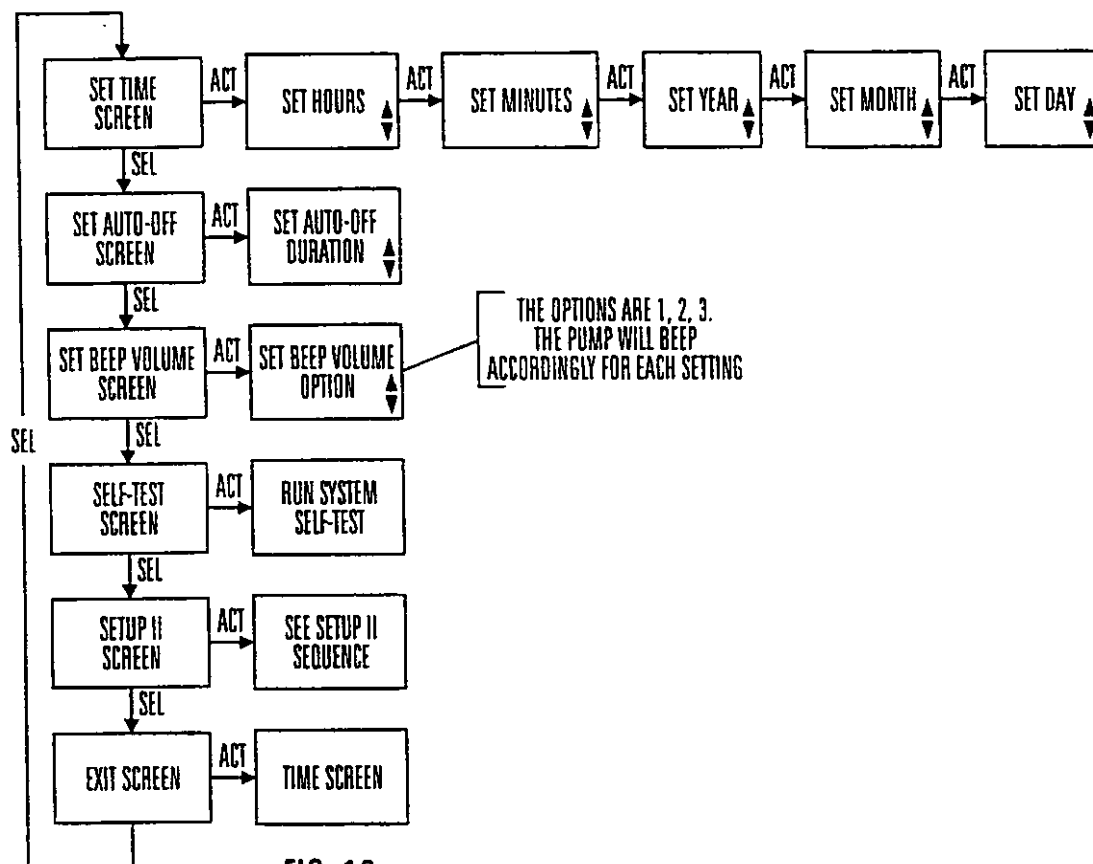 SET TIME
SCREEN
ACT
SET HOURS
ACT
SET MINUTES
ACT
SET YEAR
ACT
SET MONTH
ACT
SET DAY
SEL
SET AUTO-OFF
SCREEN
ACT
SET AUTO-OFF
DURATION
SEL
SET BEEP VOLUME
SCREEN
ACT
SET BEEP VOLUME
OPTION
THE OPTIONS ARE 1, 2, 3.
THE PUMP WILL BEEP
ACCORDINGLY FOR EACH SETTING
SEL
SEL
SELF-TEST
SCREEN
ACT
RUN SYSTEM
SELF-TEST
SEL
SETUP II
SCREEN
ACT
SEE SETUP II
SEQUENCE
SEL
EXIT SCREEN
ACT
TIME SCREEN